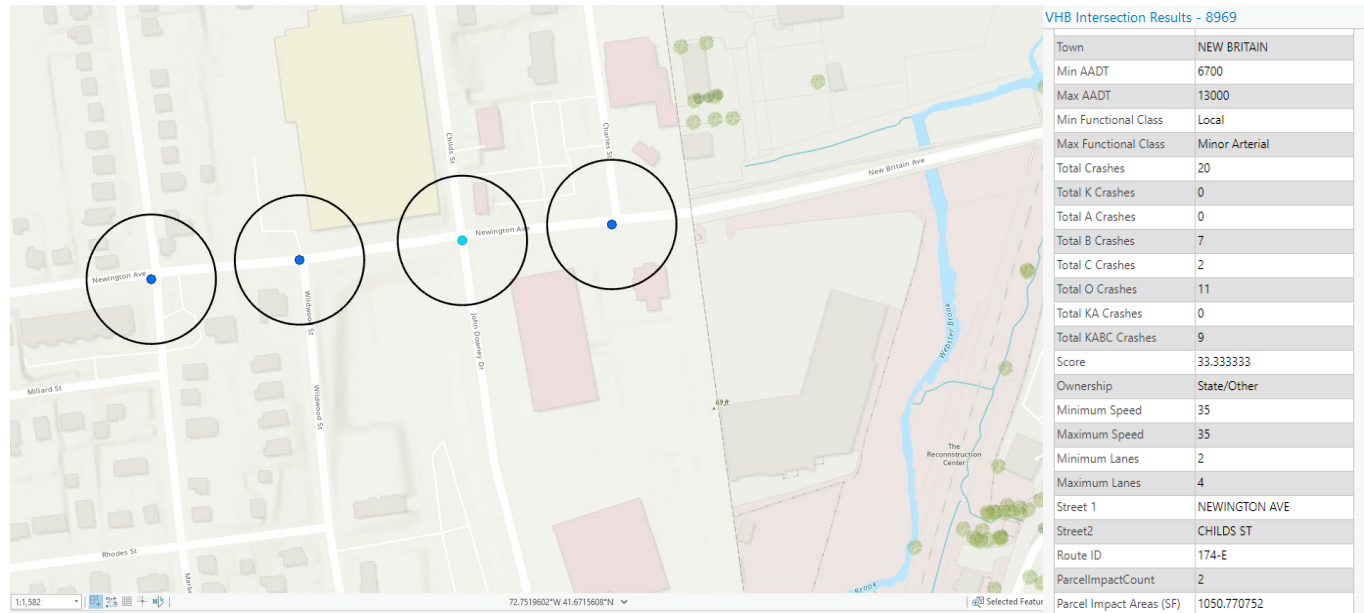 VHB Intersection Results - 8969
Town NEW BRITAIN
Min AADT 6700
Max AADT 13000
Min Functional Class Local
Max Functional Class Minor Arterial
Total Crashes 20
Total K Crashes 0
Total A Crashes 0
Total B Crashes 7
Total C Crashes 2
Total O Crashes 11
Total KA Crashes 0
Total KABC Crashes 9
Score 33.333333
Ownership State/Other
Minimum Speed 35
Maximum Speed 35
Minimum Lanes 2
Maximum Lanes 4
Street 1 NEWINGTON AVE
Street2 CHILDS ST
Route ID 174-E
ParcelImpactCount 2
Parcel Impact Areas (SF) 1050.770752
Childs St
Charles St
New Britain Ave
Newington Ave
Newington Ave
Wildwood St
John Downey Dr
Webster Brook
Millard St
Wildwood St
69 ft
The
Reconnstruction
Center
Rhodes St
Mark
Brook
1:1,582
72.7519602°W 41.6715608°N
Selected Featur